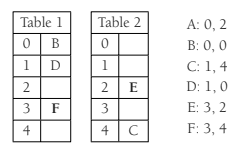 Table 1
0 B
1 D
2
3 F
4
Table 2
0
1
2 E
3
4 C
A: 0, 2
B: 0, 0
C: 1, 4
D: 1, 0
E: 3, 2
F: 3, 4